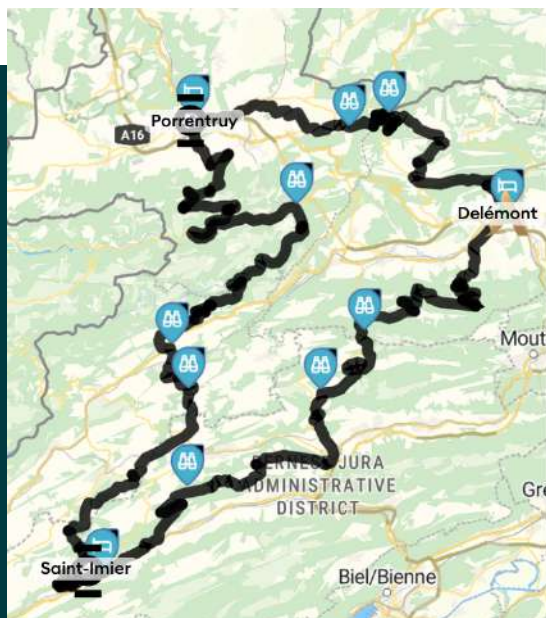 Porrentruy
A16
Delémont
Mout
BERNESE JURA
ADMINISTRATIVE
DISTRICT
Gre
Saint-Imier
Biel/Bienne